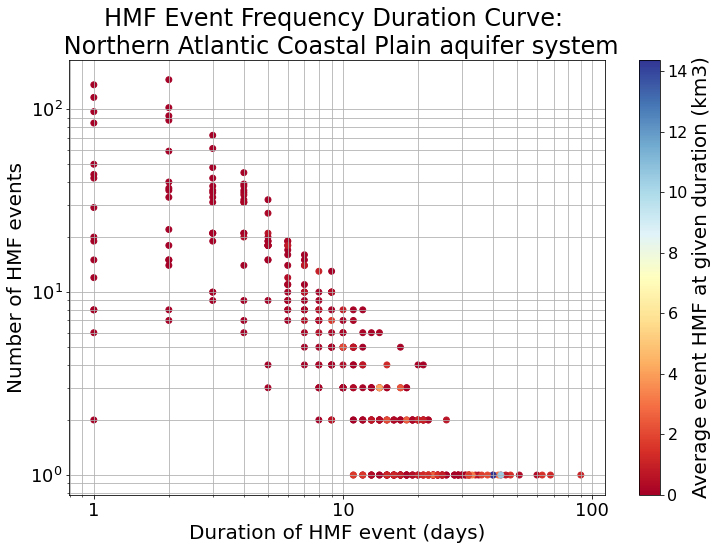 HMF Event Frequency Duration Curve:
Northern Atlantic Coastal Plain aquifer system
Number of HMF events
10²
10¹
10⁰
1
10
100
Duration of HMF event (days)
14
12
10
8
6
4
2
0
Average event HMF at given duration (km3)